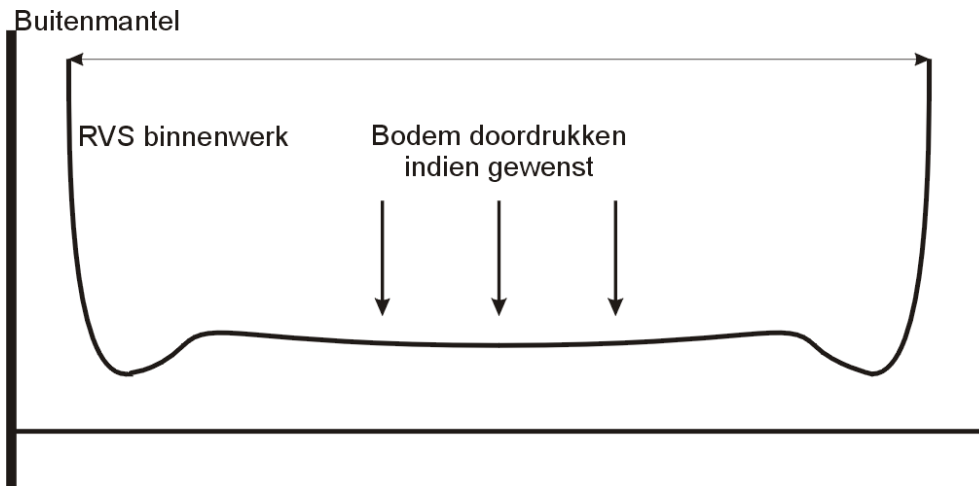 Buitenmantel
RVS binnenwerk
Bodem doordrukken
indien gewenst